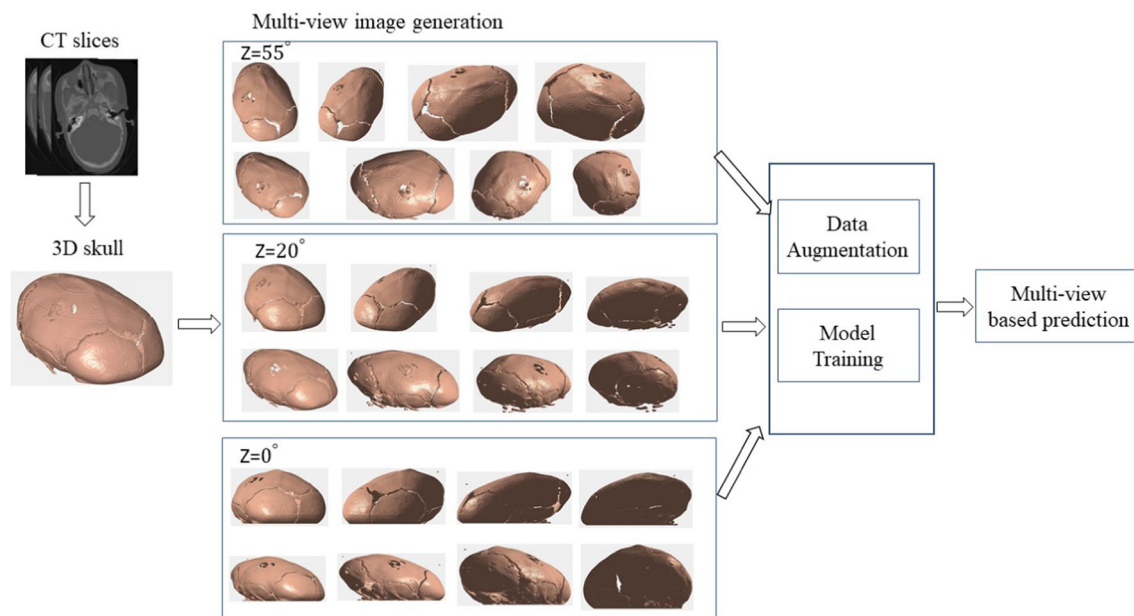 Multi-view image generation
CT slices
Z=55°
3D skull
Z=20°
Z=0°
Data
Augmentation
Model
Training
Multi-view
based prediction